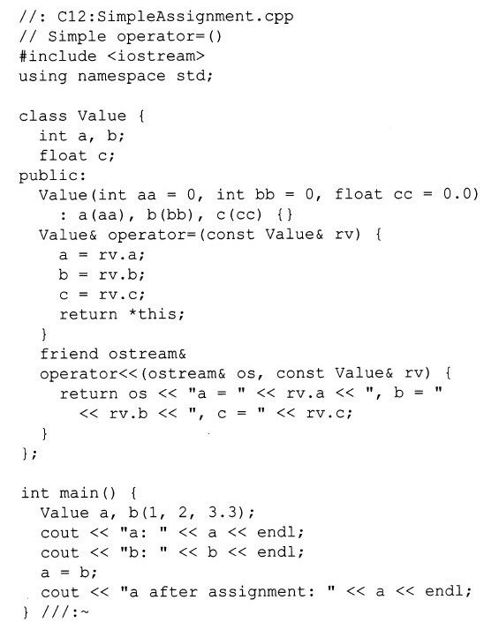 //: C12:SimpleAssignment.cpp
// Simple operator=()
#include <iostream>
using namespace std;

class Value {
  int a, b;
  float c;
public:
  Value(int aa = 0, int bb = 0, float cc = 0.0)
    : a(aa), b(bb), c(cc) {}
  Value& operator=(const Value& rv) {
    a = rv.a;
    b = rv.b;
    c = rv.c;
    return *this;
  }
  friend ostream&
  operator<<(ostream& os, const Value& rv) {
    return os << "a = " << rv.a << ", b = "
      << rv.b << ", c = " << rv.c;
  }
};

int main() {
  Value a, b(1, 2, 3.3);
  cout << "a: " << a << endl;
  cout << "b: " << b << endl;
  a = b;
  cout << "a after assignment: " << a << endl;
} ///:~